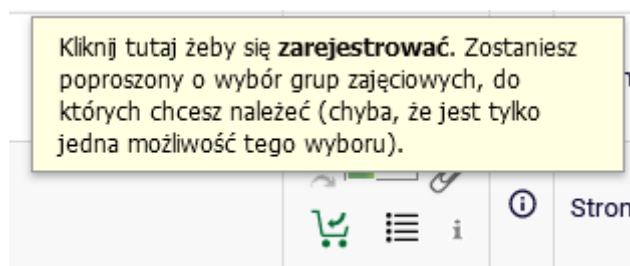 Kliknij tutaj żeby się zarejestrować. Zostaniesz
poproszony o wybór grup zajęciowych, do
których chcesz należeć (chyba, że jest tylko
jedna możliwość tego wyboru).